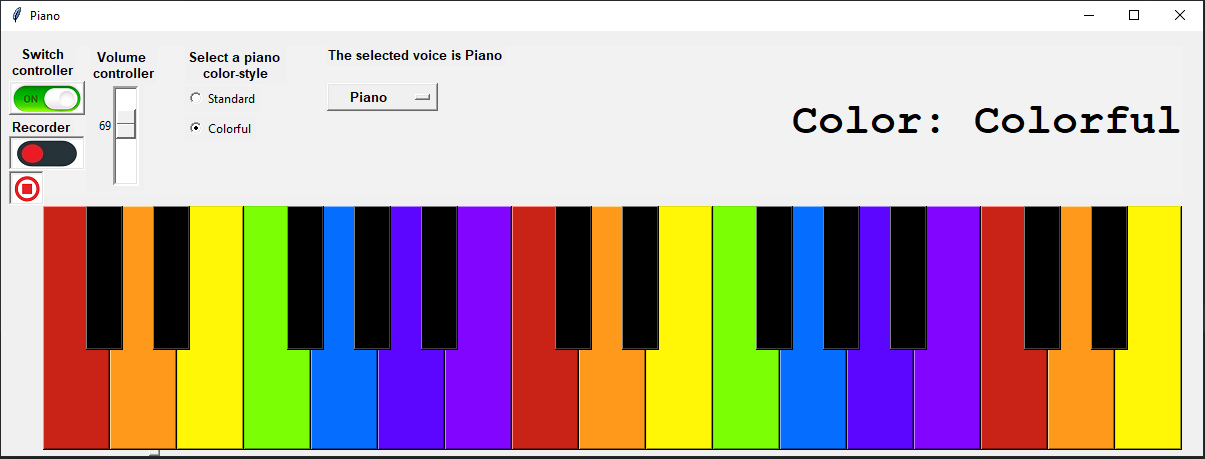 Piano
Switch
controller
ON
Recorder
Volume
controller
69
Select a piano
color-style
Standard
Colorful
The selected voice is Piano
Piano
Color: Colorful